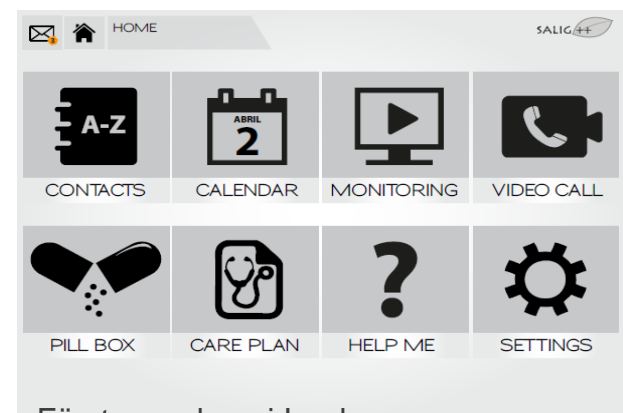 HOME
SALIG++
A-Z
ABRIL
2
CONTACTS
CALENDAR
MONITORING
VIDEO CALL
PILL BOX
CARE PLAN
HELP ME
SETTINGS